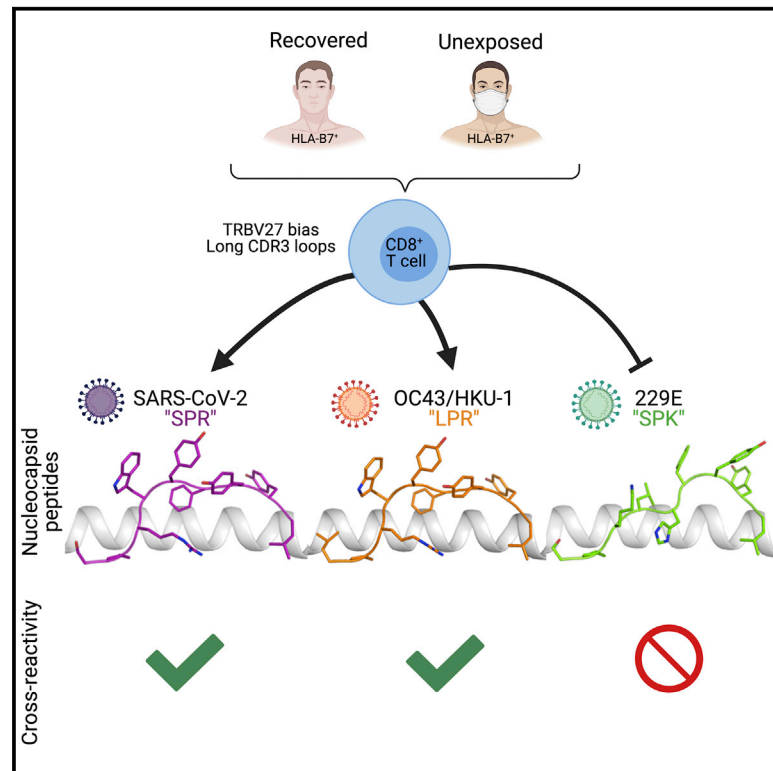 Recovered
Unexposed
HLA-B7⁺
HLA-B7⁺
TRBV27 bias
Long CDR3 loops
CD8⁺
T cell
SARS-CoV-2
"SPR"
OC43/HKU-1
"LPR"
229E
"SPK"
Nucleocapsid
peptides
Cross-reactivity